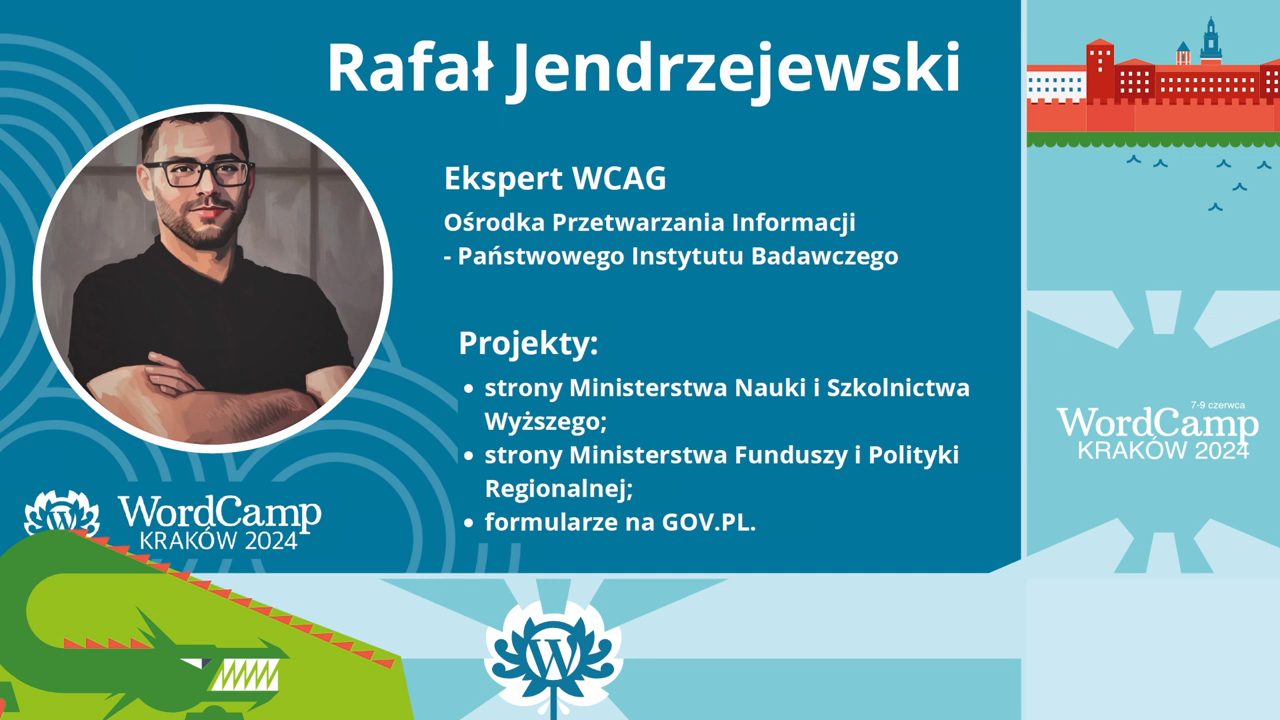 Rafał Jendrzejewski
Ekspert WCAG
Ośrodka Przetwarzania Informacji
- Państwowego Instytutu Badawczego
Projekty:
• strony Ministerstwa Nauki i Szkolnictwa
Wyższego;
• strony Ministerstwa Funduszy i Polityki
Regionalnej;
• formularze na GOV.PL.
WordCamp
KRAKÓW 2024
7-9 czerwca
WordCamp
KRAKÓW 2024
W
W